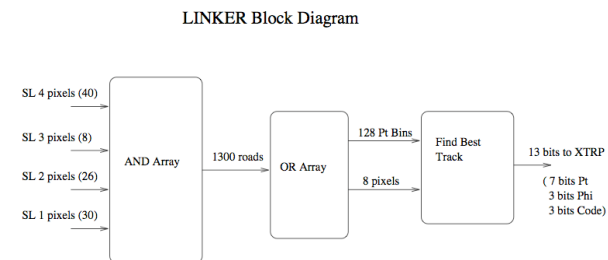 LINKER Block Diagram
SL 4 pixels (40)
SL 3 pixels (8)
SL 2 pixels (26)
SL 1 pixels (30)
AND Array
1300 roads
OR Array
128 Pt Bins
8 pixels
Find Best
Track
13 bits to XTRP
( 7 bits Pt
3 bits Phi
3 bits Code)